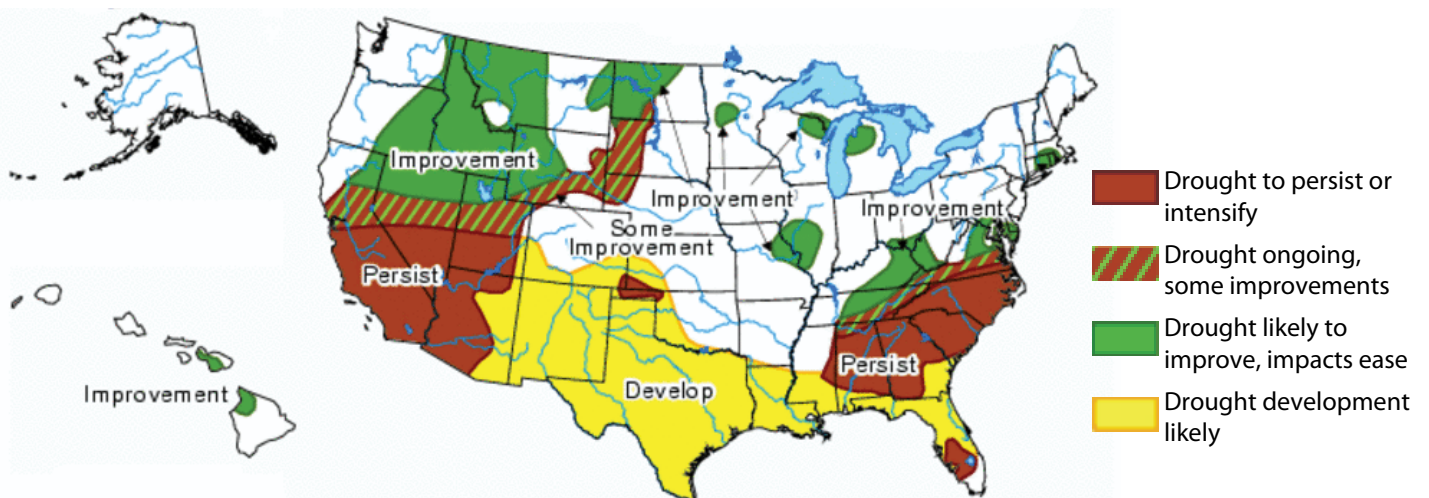 Improvement
Some
Improvement
Persist
Develop
Improvement
Improvement
Persist
Improvement
Drought to persist or
intensify
Drought ongoing,
some improvements
Drought likely to
improve, impacts ease
Drought development
likely